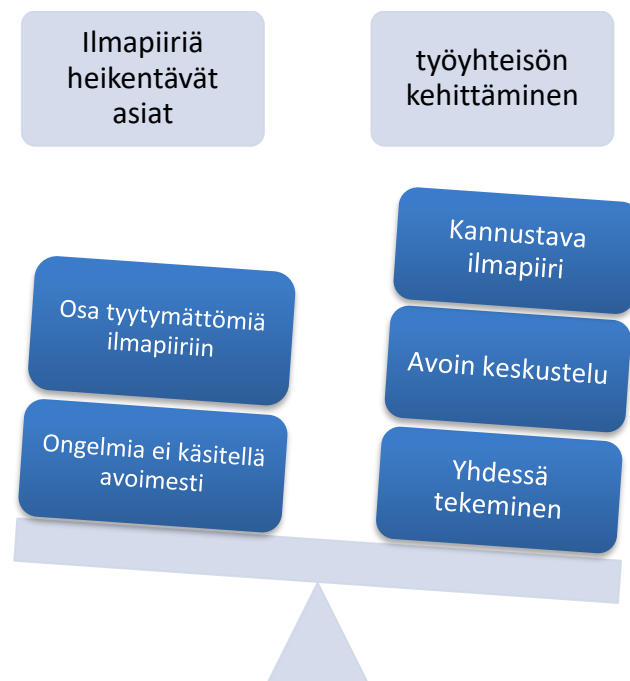 Ilmapiiriä
heikentävät
asiat
työyhteisön
kehittäminen
Osa tyytymättömiä
ilmapiiriin
Ongelmia ei käsitellä
avoimesti
Kannustava
ilmapiiri
Avoin keskustelu
Yhdessä
tekeminen